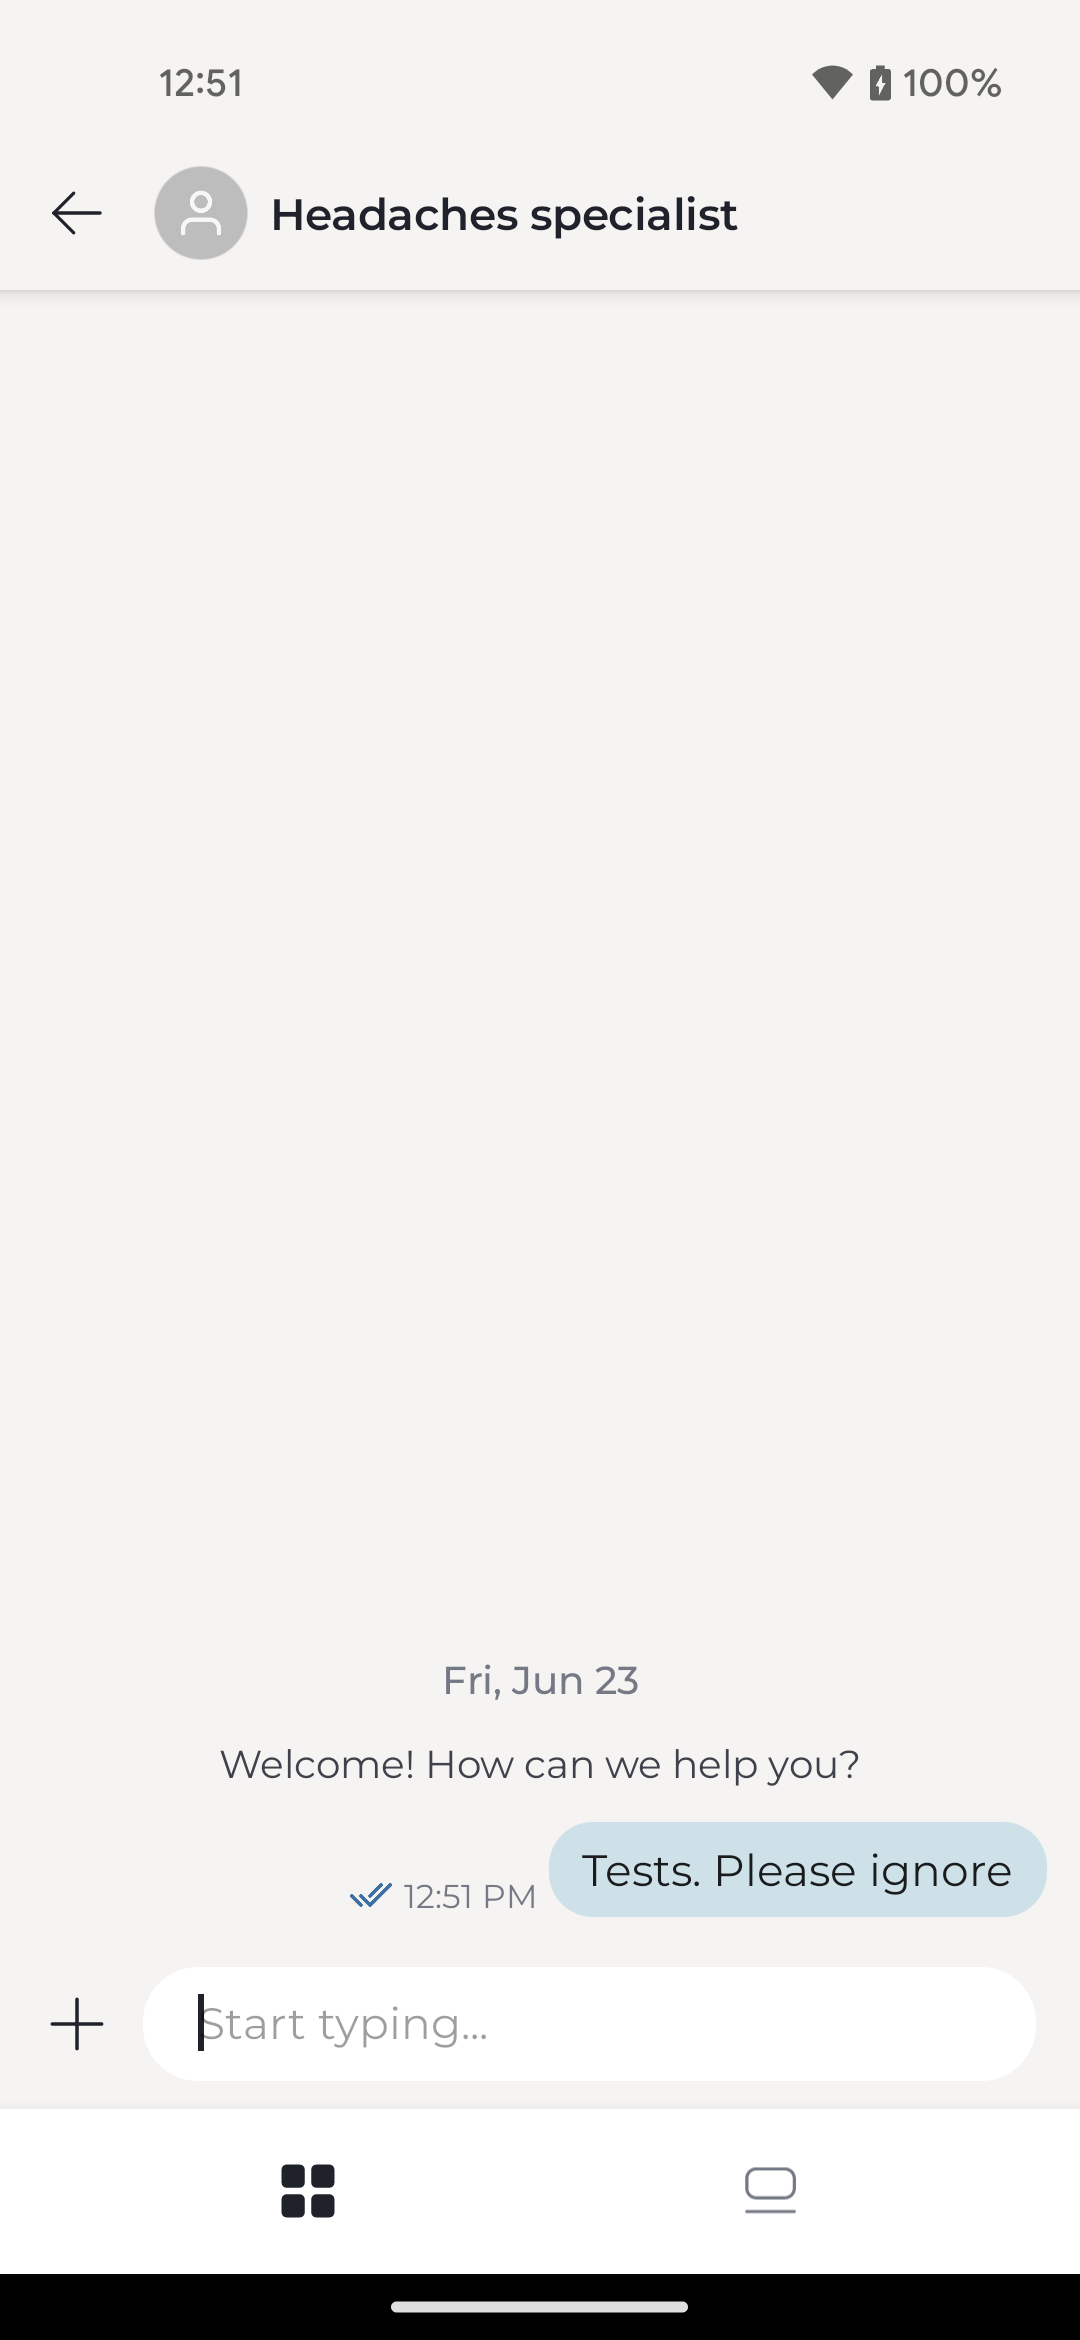 12:51
100%
Headaches specialist
Fri, Jun 23
Welcome! How can we help you?
Tests. Please ignore
12:51 PM
Start typing...